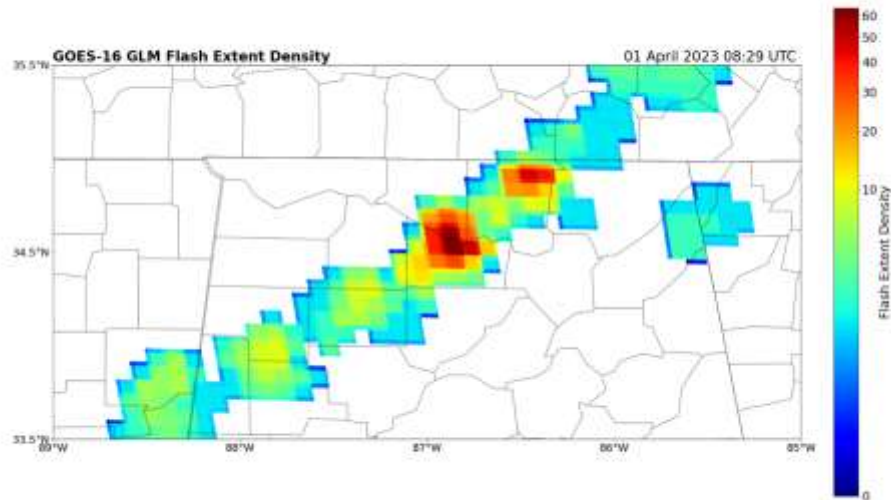 GOES-16 GLM Flash Extent Density 01 April 2023 08:29 UTC
35.5°N
34.5°N
33.5°N
89°W 88°W 87°W 86°W 85°W
60
50
40
30
20
10
0
Flash Extent Density